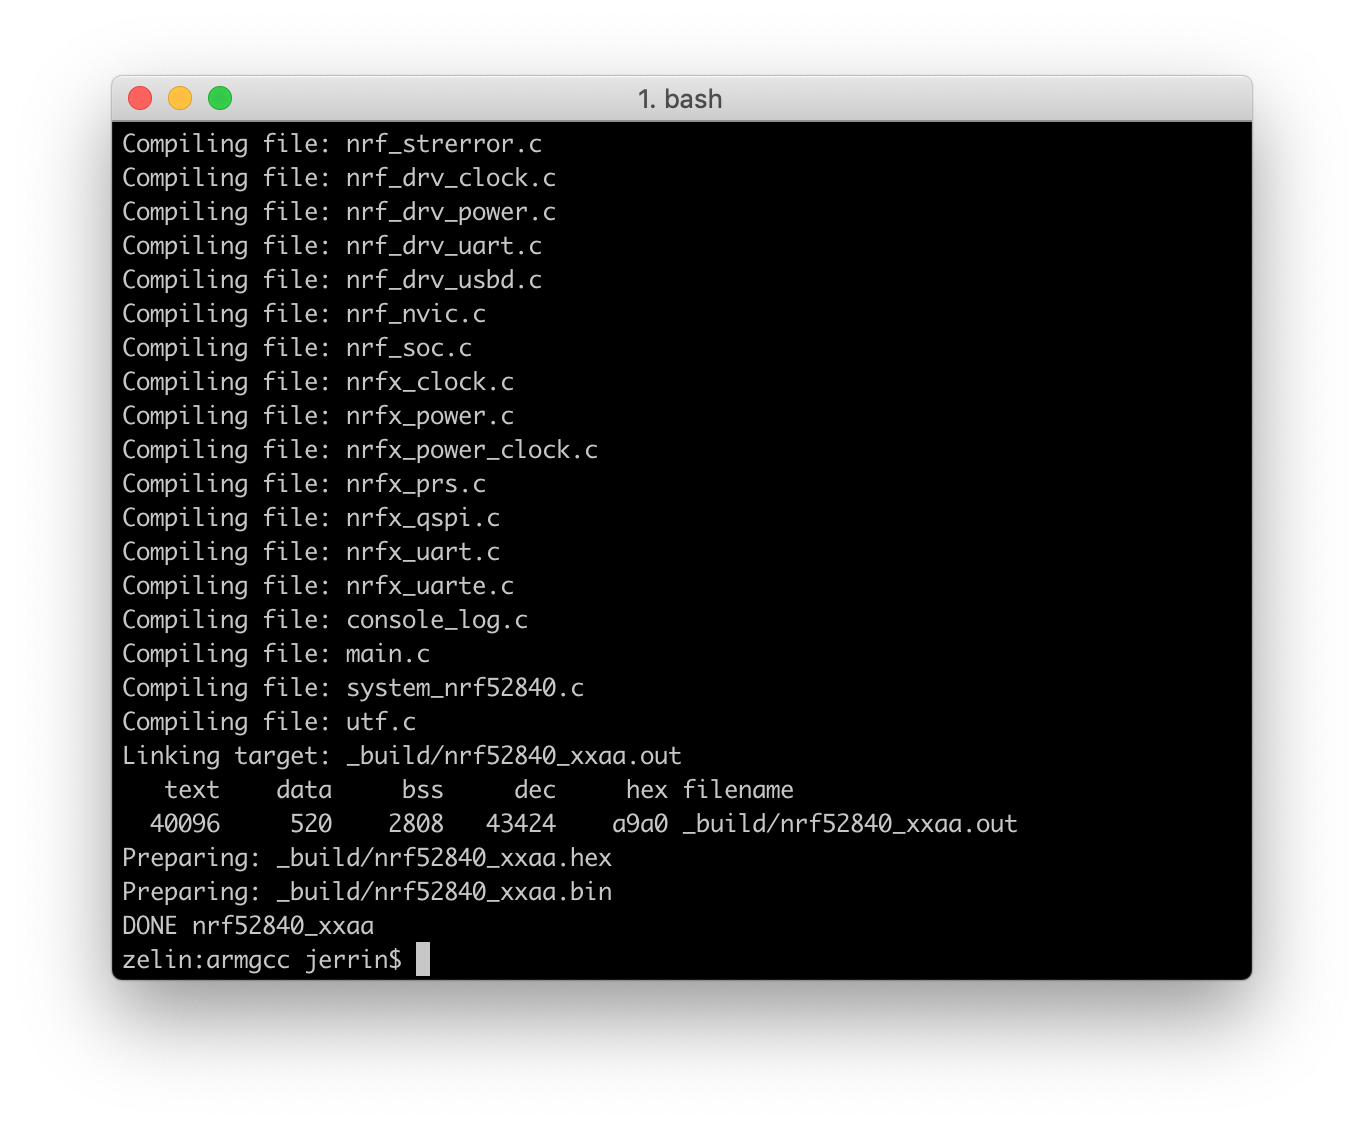 1. bash
Compiling file: nrf_strerror.c
Compiling file: nrf_drv_clock.c
Compiling file: nrf_drv_power.c
Compiling file: nrf_drv_uart.c
Compiling file: nrf_drv_usbd.c
Compiling file: nrf_nvic.c
Compiling file: nrf_soc.c
Compiling file: nrfx_clock.c
Compiling file: nrfx_power.c
Compiling file: nrfx_power_clock.c
Compiling file: nrfx_prs.c
Compiling file: nrfx_qspi.c
Compiling file: nrfx_uart.c
Compiling file: nrfx_uarte.c
Compiling file: console_log.c
Compiling file: main.c
Compiling file: system_nrf52840.c
Compiling file: utf.c
Linking target: _build/nrf52840_xxaa.out
   text    data     bss     dec     hex filename
  40096     520    2808   43424    a9a0 _build/nrf52840_xxaa.out
Preparing: _build/nrf52840_xxaa.hex
Preparing: _build/nrf52840_xxaa.bin
DONE nrf52840_xxaa
zelin:armgcc jerrin$